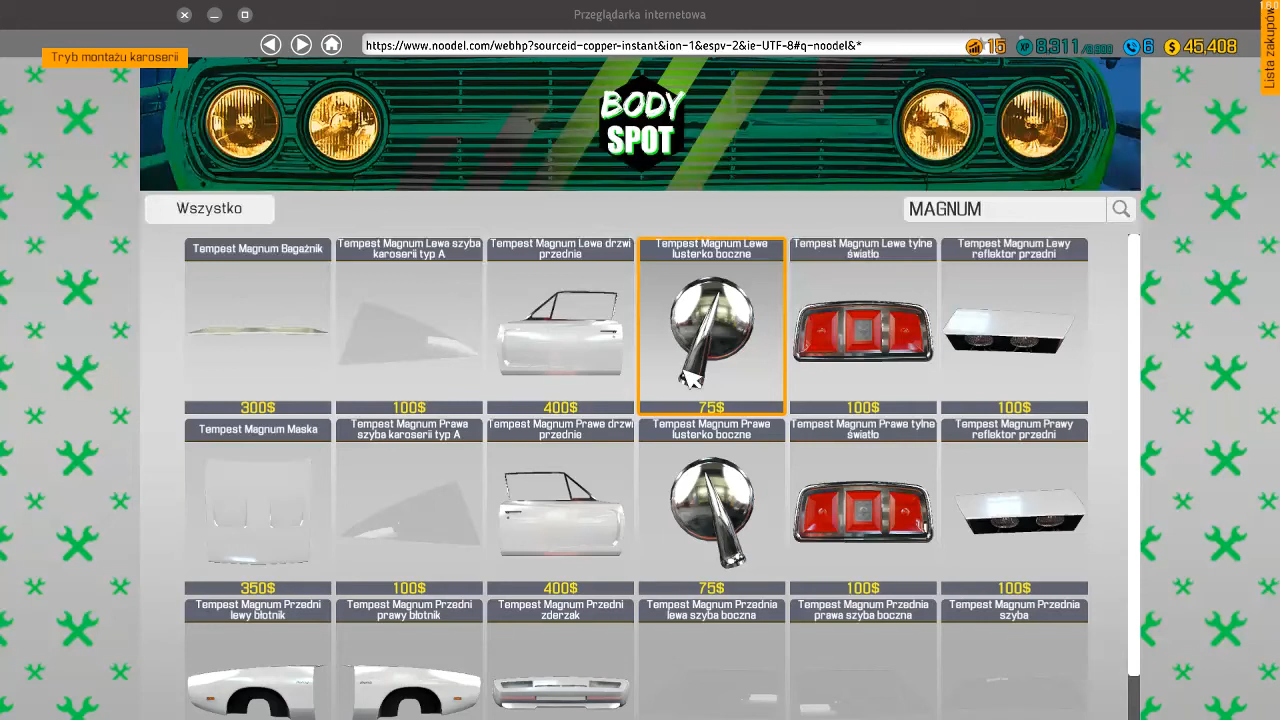 Przeglądarka internetowa
1.6.0
https://www.noodel.com/webhp?sourceid=copper-instant&ion-1&espv-2&ie-UTF-8#q-noodel&*
15
XP 8,311
6
$ 45,408
Lista zakupów
Tryb montażu karoserii
BODY
SPOT
Wszystko
MAGNUM
Tempest Magnum Bagażnik
Tempest Magnum Lewa szyba
karoserii typ A
Tempest Magnum Lewe drzwi
przednie
Tempest Magnum Lewe
lusterko boczne
Tempest Magnum Lewe tylne
światło
Tempest Magnum Lewy
reflektor przedni
300$
100$
400$
75$
100$
100$
Tempest Magnum Maska
Tempest Magnum Prawa
szyba karoserii typ A
Tempest Magnum Prawe drzwi
przednie
Tempest Magnum Prawe
lusterko boczne
Tempest Magnum Prawe tylne
światło
Tempest Magnum Prawy
reflektor przedni
350$
100$
400$
75$
100$
100$
Tempest Magnum Przedni
lewy błotnik
Tempest Magnum Przedni
prawy błotnik
Tempest Magnum Przedni
zderzak
Tempest Magnum Przednia
lewa szyba boczna
Tempest Magnum Przednia
prawa szyba boczna
Tempest Magnum Przednia
szyba